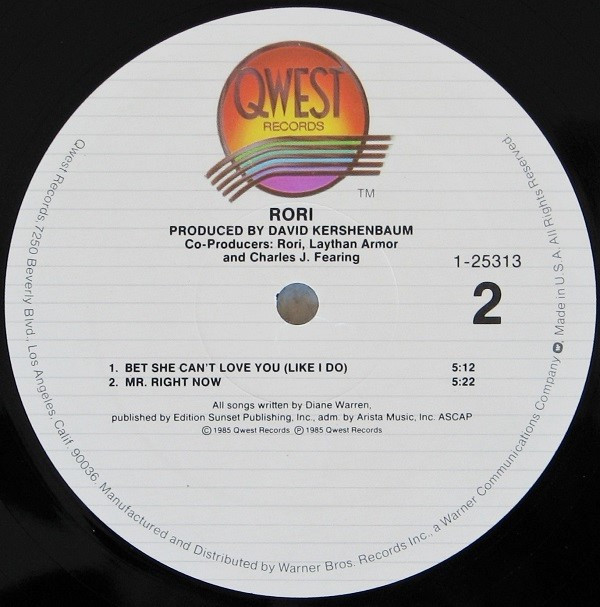 QWEST
RECORDS
TM
RORI
PRODUCED BY DAVID KERSHENBAUM
Co-Producers: Rori, Laythan Armor
and Charles J. Fearing
1-25313
2
1. BET SHE CAN'T LOVE YOU (LIKE I DO) 5:12
2. MR. RIGHT NOW 5:22
All songs written by Diane Warren,
published by Edition Sunset Publishing, Inc., adm. by Arista Music, Inc. ASCAP
© 1985 Qwest Records ℗ 1985 Qwest Records
Qwest Records, 7250 Beverly Blvd., Los Angeles, Calif. 90036. Manufactured and Distributed by Warner Bros. Records Inc., a Warner Communications Company. Made in U.S.A. All Rights Reserved.